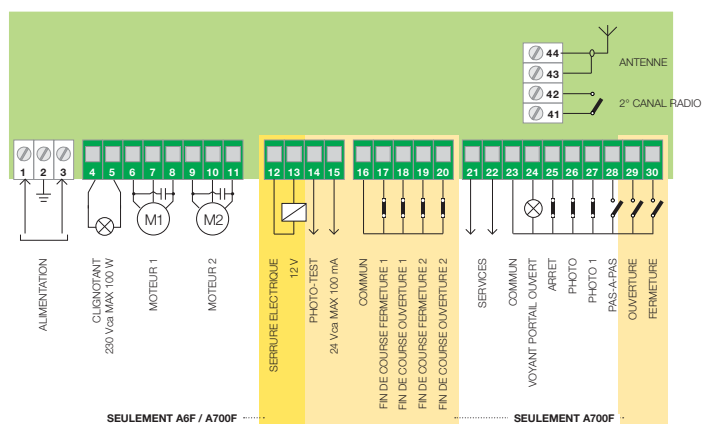 44
ANTENNE
43
42
2° CANAL RADIO
41
1 2 3 4 5 6 7 8 9 10 11 12 13 14 15 16 17 18 19 20 21 22 23 24 25 26 27 28 29 30
M1
M2
ALIMENTATION
CLIGNOTANT
230 Vca MAX 100 W
MOTEUR 1
MOTEUR 2
SERRURE ELECTRIQUE
12 V
PHOTO-TEST
24 Vca MAX 100 mA
COMMUN
FIN DE COURSE FERMETURE 1
FIN DE COURSE OUVERTURE 1
FIN DE COURSE FERMETURE 2
FIN DE COURSE OUVERTURE 2
SERVICES
COMMUN
VOYANT PORTAIL OUVERT
ARRET
PHOTO
PHOTO 1
PAS-A-PAS
OUVERTURE
FERMETURE
SEULEMENT A6F / A700F
SEULEMENT A700F